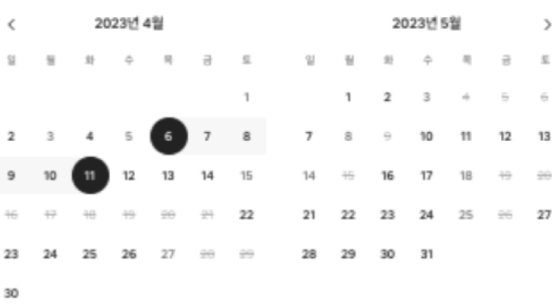 2023년 4월
일 월 화 수 목 금 토
1
2 3 4 5 6 7 8
9 10 11 12 13 14 15
16 17 18 19 20 21 22
23 24 25 26 27 28 29
30
2023년 5월
일 월 화 수 목 금 토
1 2 3 4 5 6
7 8 9 10 11 12 13
14 15 16 17 18 19 20
21 22 23 24 25 26 27
28 29 30 31